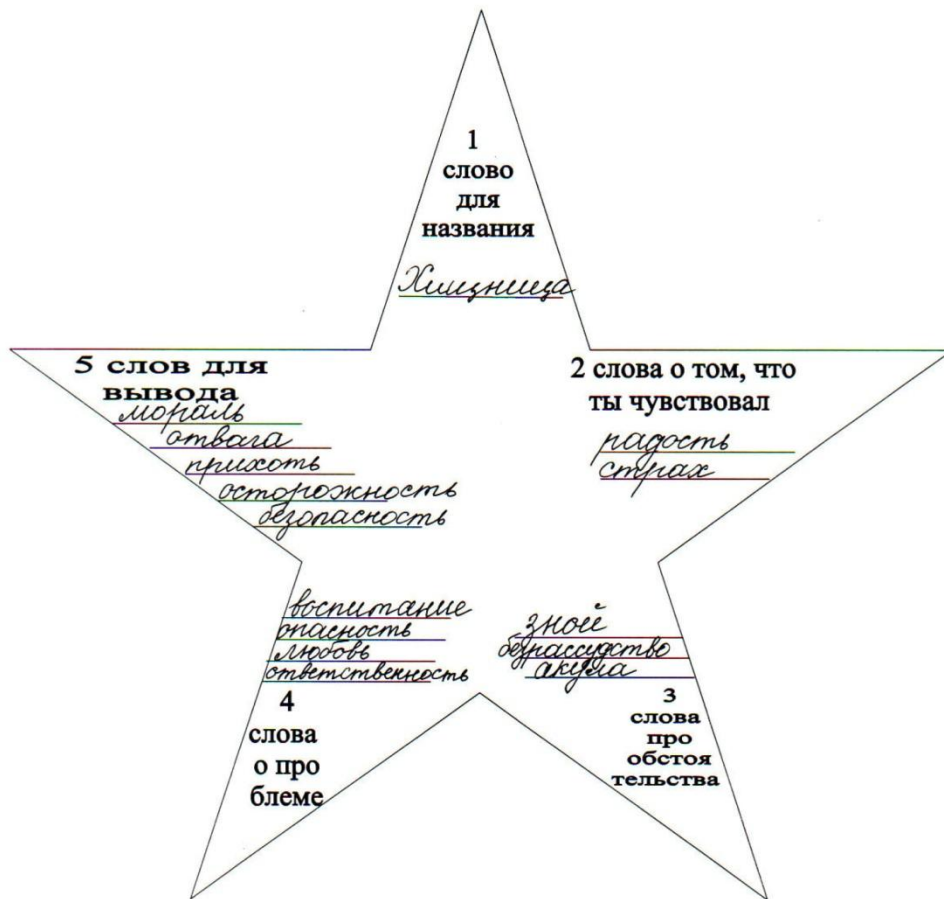 1
слово
для
названия
Хищница
5 слов для
вывода
мораль
отвага
прихоть
осторожность
безопасность
2 слова о том, что
ты чувствовал
радость
страх
воспитание
опасность
любовь
ответственность
4
слова
о про
блеме
зной
безрассудство
акула
3
слова
про
обстоя
тельства